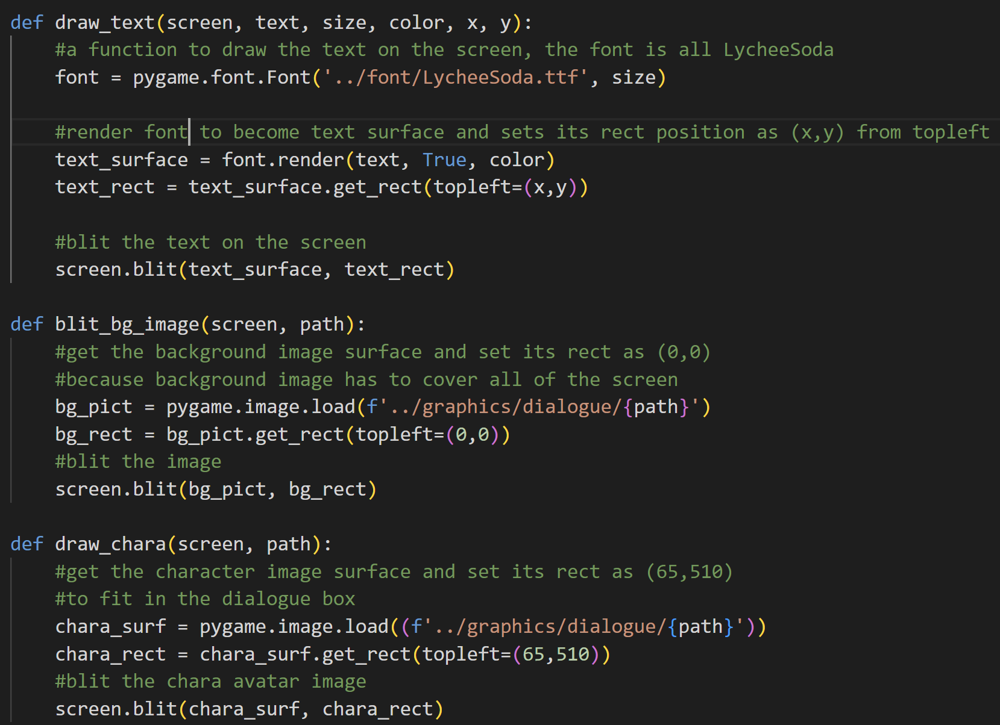 def draw_text(screen, text, size, color, x, y):
    #a function to draw the text on the screen, the font is all LycheeSoda
    font = pygame.font.Font('../font/LycheeSoda.ttf', size)

    #render font to become text surface and sets its rect position as (x,y) from topleft
    text_surface = font.render(text, True, color)
    text_rect = text_surface.get_rect(topleft=(x,y))

    #blit the text on the screen
    screen.blit(text_surface, text_rect)

def blit_bg_image(screen, path):
    #get the background image surface and set its rect as (0,0)
    #because background image has to cover all of the screen
    bg_pict = pygame.image.load(f'../graphics/dialogue/{path}')
    bg_rect = bg_pict.get_rect(topleft=(0,0))
    #blit the image
    screen.blit(bg_pict, bg_rect)

def draw_chara(screen, path):
    #get the character image surface and set its rect as (65,510)
    #to fit in the dialogue box
    chara_surf = pygame.image.load((f'../graphics/dialogue/{path}'))
    chara_rect = chara_surf.get_rect(topleft=(65,510))
    #blit the chara avatar image
    screen.blit(chara_surf, chara_rect)